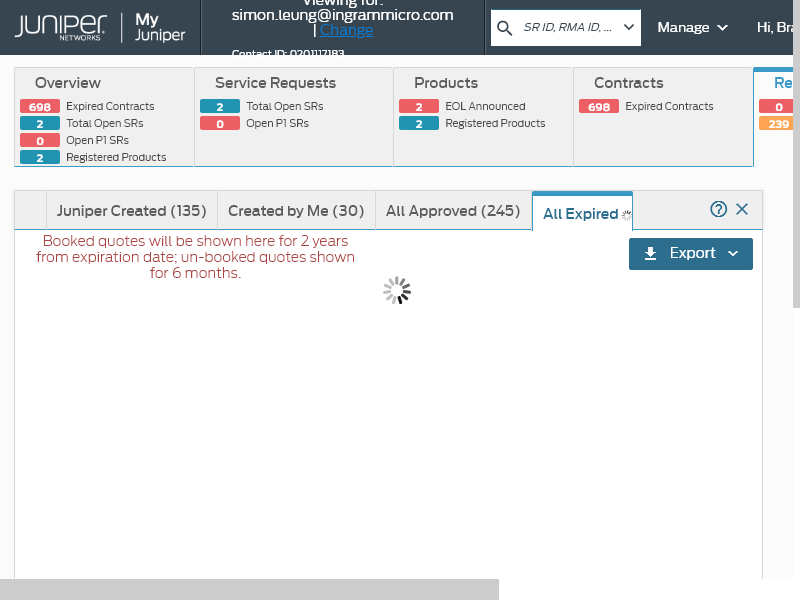 JUNIPER
NETWORKS
My
Juniper
Viewing for:
simon.leung@ingrammicro.com
| Change
Contact ID: 0201117183
SR ID, RMA ID, ...
Manage
Hi, Bra
Overview
698 Expired Contracts
2 Total Open SRs
0 Open P1 SRs
2 Registered Products
Service Requests
2 Total Open SRs
0 Open P1 SRs
Products
2 EOL Announced
2 Registered Products
Contracts
698 Expired Contracts
Re
0
239
Juniper Created (135)
Created by Me (30)
All Approved (245)
All Expired
Booked quotes will be shown here for 2 years
from expiration date; un-booked quotes shown
for 6 months.
Export